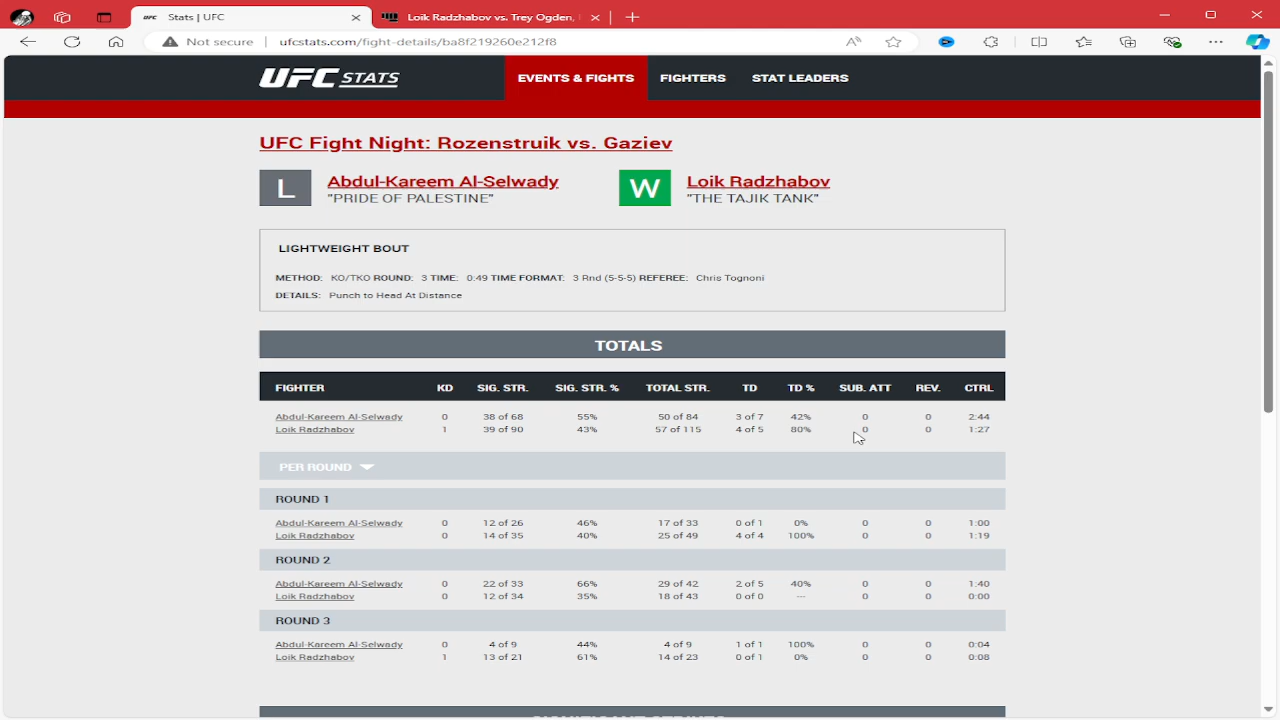 Stats | UFC
Loik Radzhabov vs. Trey Ogden,
Not secure | ufcstats.com/fight-details/ba8f219260e212f8
UFC STATS EVENTS & FIGHTS FIGHTERS STAT LEADERS
UFC Fight Night: Rozenstruik vs. Gaziev
L Abdul-Kareem Al-Selwady W Loik Radzhabov
"PRIDE OF PALESTINE" "THE TAJIK TANK"
LIGHTWEIGHT BOUT
METHOD: KO/TKO ROUND: 3 TIME: 0:49 TIME FORMAT: 3 Rnd (5-5-5) REFEREE: Chris Tognoni
DETAILS: Punch to Head At Distance
TOTALS
FIGHTER KD SIG. STR. SIG. STR. % TOTAL STR. TD TD % SUB. ATT REV. CTRL
Abdul-Kareem Al-Selwady 0 38 of 68 55% 50 of 84 3 of 7 42% 0 0 2:44
Loik Radzhabov 1 39 of 90 43% 57 of 115 4 of 5 80% 0 0 1:27
PER ROUND
ROUND 1
Abdul-Kareem Al-Selwady 0 12 of 26 46% 17 of 33 0 of 1 0% 0 0 1:00
Loik Radzhabov 0 14 of 35 40% 25 of 49 4 of 4 100% 0 0 1:19
ROUND 2
Abdul-Kareem Al-Selwady 0 22 of 33 66% 29 of 42 2 of 5 40% 0 0 1:40
Loik Radzhabov 0 12 of 34 35% 18 of 43 0 of 0 --- 0 0 0:00
ROUND 3
Abdul-Kareem Al-Selwady 0 4 of 9 44% 4 of 9 1 of 1 100% 0 0 0:04
Loik Radzhabov 1 13 of 21 61% 14 of 23 0 of 1 0% 0 0 0:08